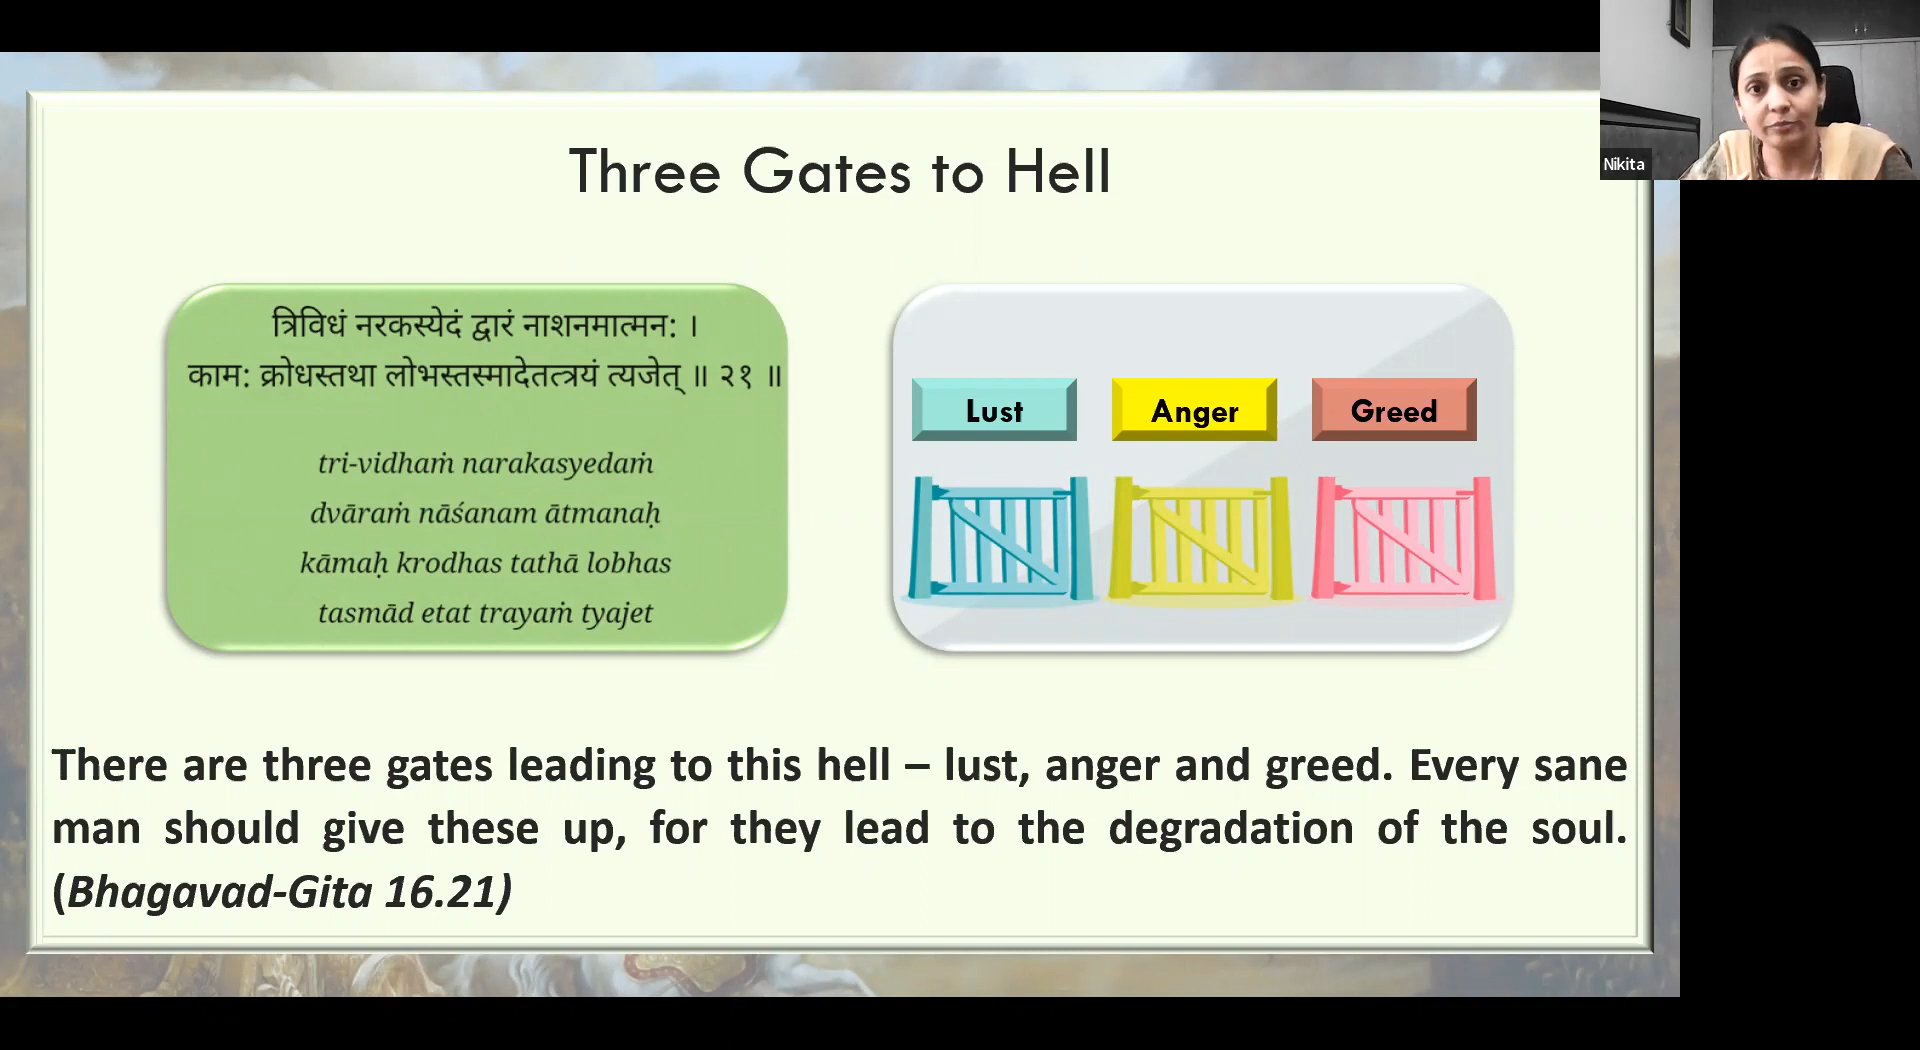 Three Gates to Hell
त्रिविधं नरकस्येदं द्वारं नाशनमात्मन: ।
काम: क्रोधस्तथा लोभस्तस्मादेतत्त्रयं त्यजेत् ॥ २१ ॥
tri-vidhaṁ narakasyedaṁ
dvāraṁ nāśanam ātmanaḥ
kāmaḥ krodhas tathā lobhas
tasmād etat trayaṁ tyajet
Lust
Anger
Greed
There are three gates leading to this hell – lust, anger and greed. Every sane
man should give these up, for they lead to the degradation of the soul.
(Bhagavad-Gita 16.21)
Nikita